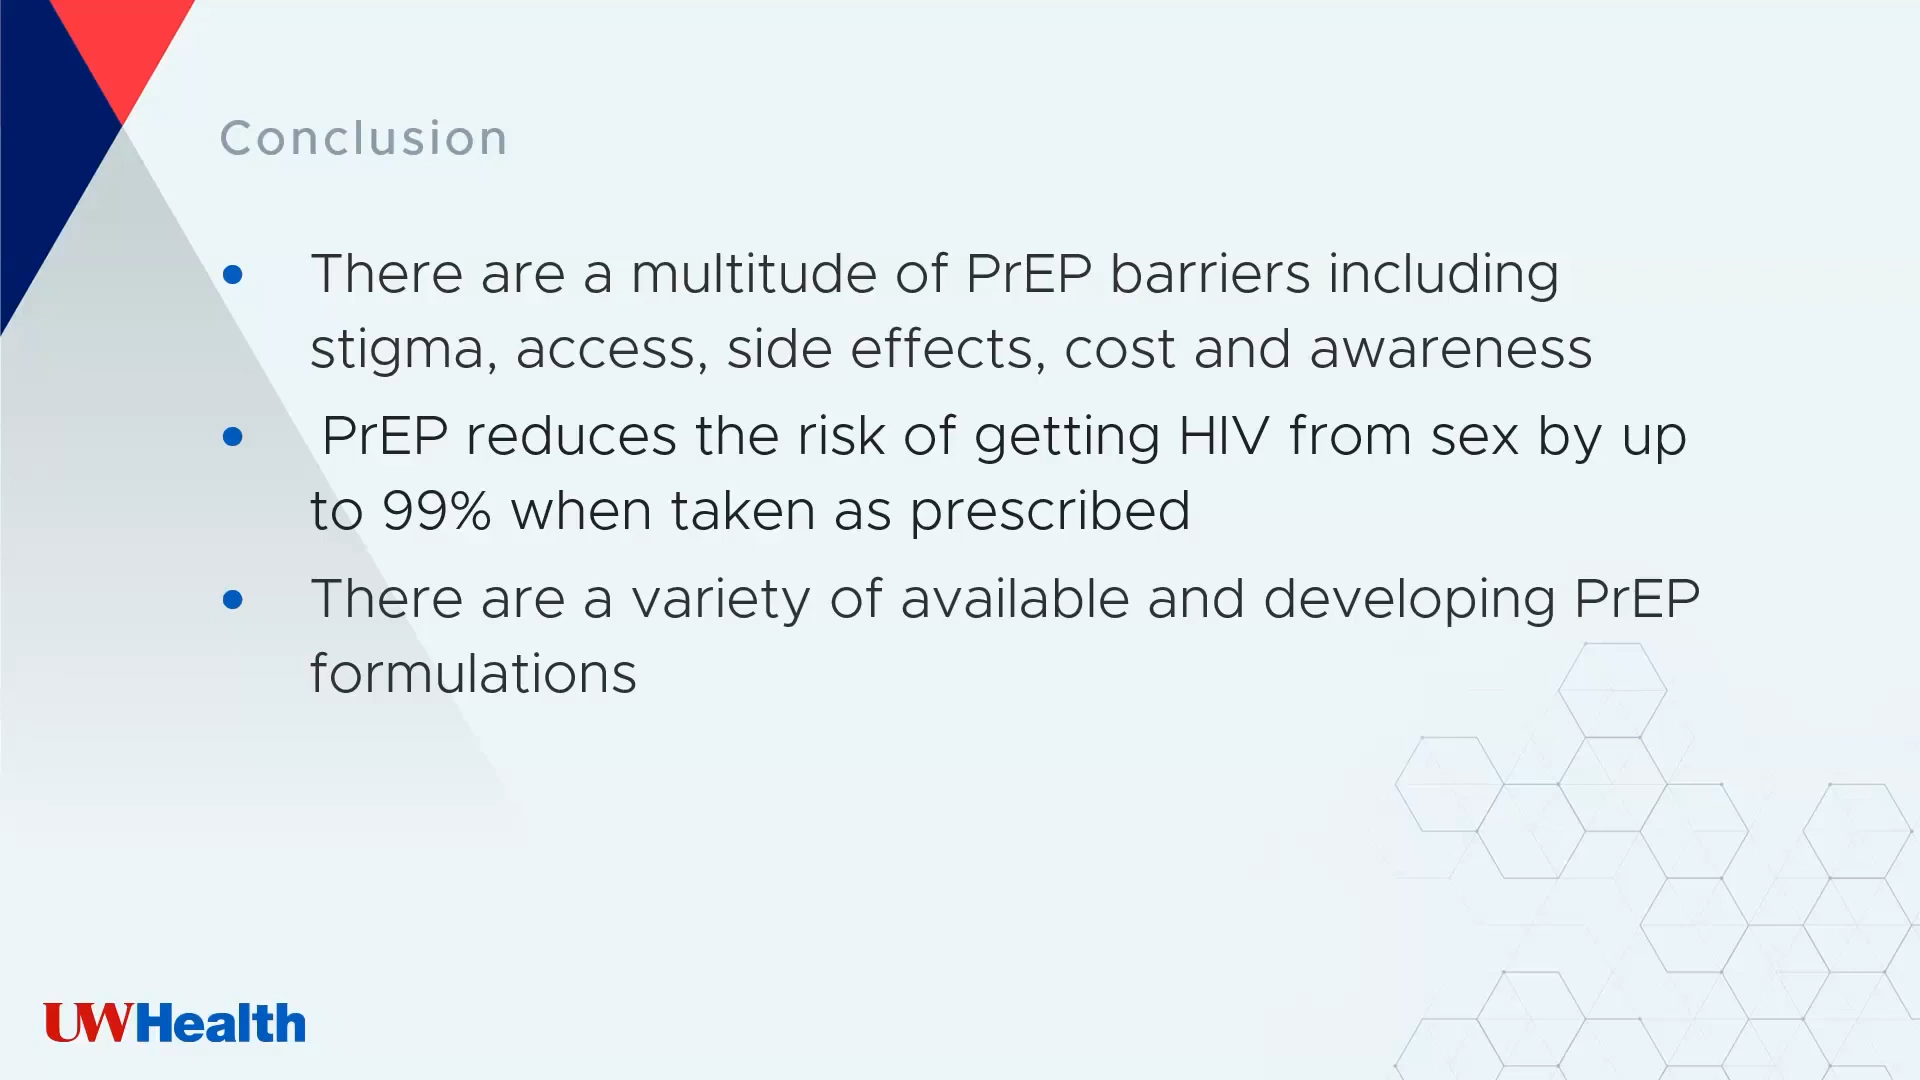 Conclusion
• There are a multitude of PrEP barriers including
stigma, access, side effects, cost and awareness
• PrEP reduces the risk of getting HIV from sex by up
to 99% when taken as prescribed
• There are a variety of available and developing PrEP
formulations
UWHealth